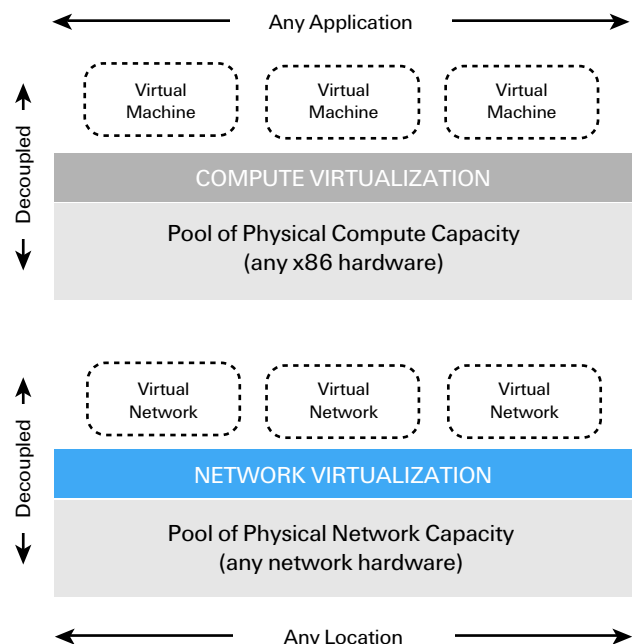 Any Application
Virtual
Machine
Virtual
Machine
Virtual
Machine
Decoupled
COMPUTE VIRTUALIZATION
Pool of Physical Compute Capacity
(any x86 hardware)
Virtual
Network
Virtual
Network
Virtual
Network
Decoupled
NETWORK VIRTUALIZATION
Pool of Physical Network Capacity
(any network hardware)
Any Location